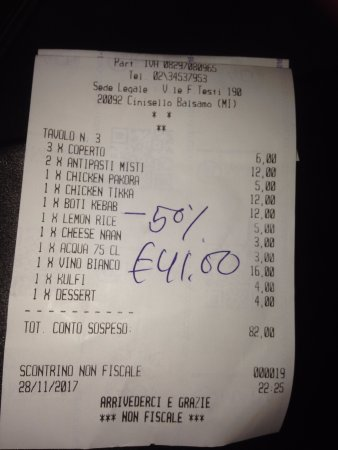 Part. IVA 08297080965
Tel. 02\34537953
Sede Legale : V le F Testi 190
20092 Cinisello Balsamo (MI)
* *
**
TAVOLO N. 3
3 X COPERTO 6,00
2 X ANTIPASTI MISTI 12,00
1 X CHICKEN PAKORA 5,00
1 X CHICKEN TIKKA 12,00
1 X BOTI KEBAB 12,00
1 X LEMON RICE 5,00
1 X CHEESE NAAN 3,00
1 X ACQUA 75 CL 3,00
1 X VINO BIANCO 16,00
1 X KULFI 4,00
1 X DESSERT 4,00
- 50%
€41.00
----------
TOT. CONTO SOSPESO: 82,00
SCONTRINO NON FISCALE 000019
28/11/2017 22-25
ARRIVEDERCI E GRAZIE
*** NON FISCALE ***